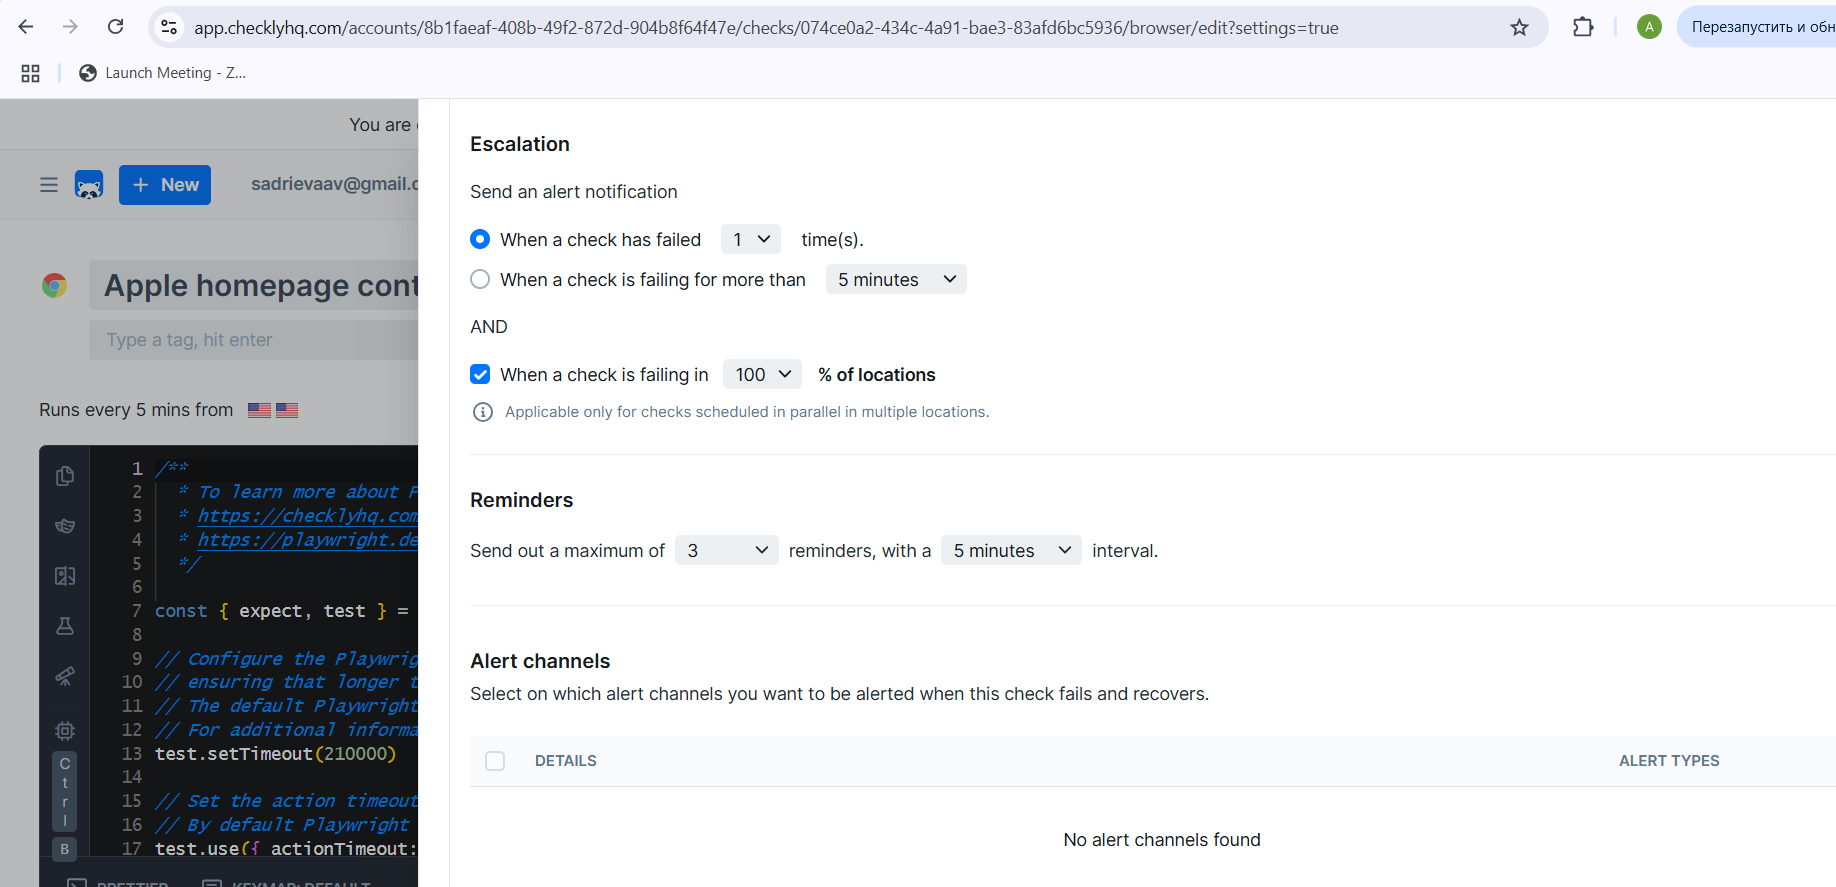 app.checklyhq.com/accounts/8b1faeaf-408b-49f2-872d-904b8f64f47e/checks/074ce0a2-434c-4a91-bae3-83afd6bc5936/browser/edit?settings=true
A
Перезапустить и обн
Launch Meeting - Z...
You are
+ New
sadrievaav@gmail.c
Apple homepage cont
Type a tag, hit enter
Runs every 5 mins from
1 /**
2 * To learn more about P
3 * https://checklyhq.com
4 * https://playwright.de
5 */
6
7 const { expect, test } =
8
9 // Configure the Playwrig
10 // ensuring that longer t
11 // The default Playwright
12 // For additional informa
13 test.setTimeout(210000)
14
15 // Set the action timeout
16 // By default Playwright
17 test.use({ actionTimeout:
Ctrl
B
PRETTIER
KEYMAP: DEFAULT
Escalation
Send an alert notification
When a check has failed 1 time(s).
When a check is failing for more than 5 minutes
AND
When a check is failing in 100 % of locations
Applicable only for checks scheduled in parallel in multiple locations.
Reminders
Send out a maximum of 3 reminders, with a 5 minutes interval.
Alert channels
Select on which alert channels you want to be alerted when this check fails and recovers.
DETAILS
ALERT TYPES
No alert channels found